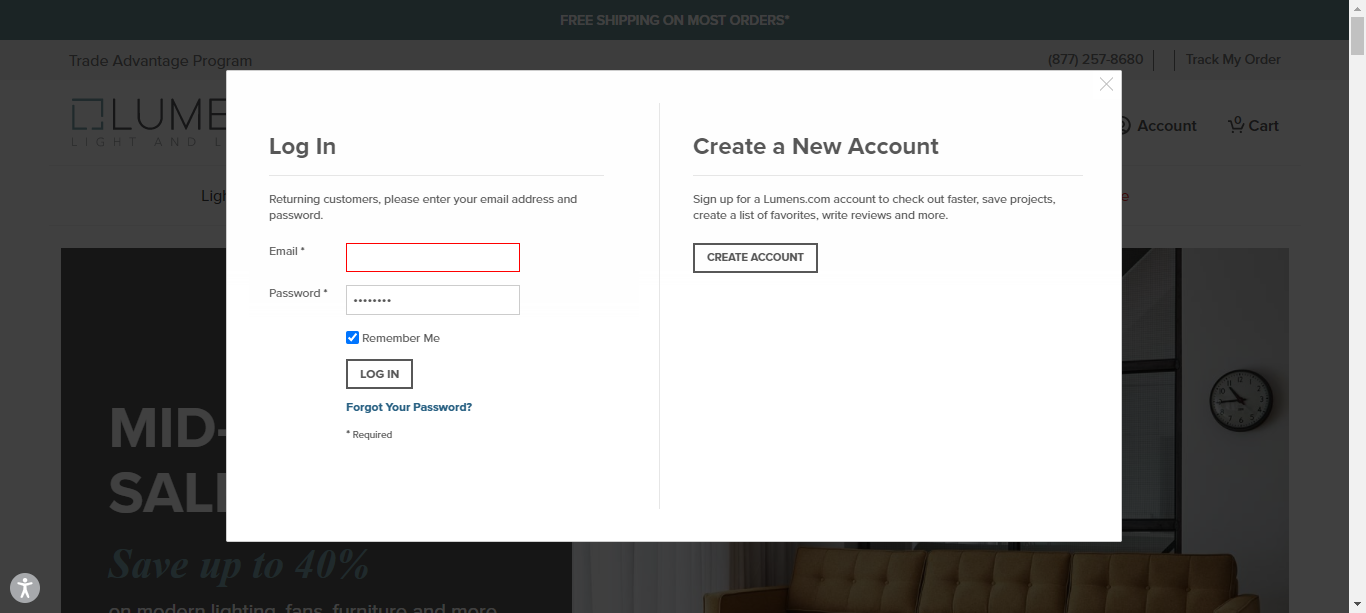 FREE SHIPPING ON MOST ORDERS*
Trade Advantage Program
(877) 257-8680
Track My Order
LUME
LIGHT AND L
Account
0
Cart
Ligh
e
Log In
Returning customers, please enter your email address and
password.
Email *
Password *
••••••••
Remember Me
LOG IN
Forgot Your Password?
* Required
Create a New Account
Sign up for a Lumens.com account to check out faster, save projects,
create a list of favorites, write reviews and more.
CREATE ACCOUNT
MID-
SAL
Save up to 40%
on modern lighting, fans, furniture and more